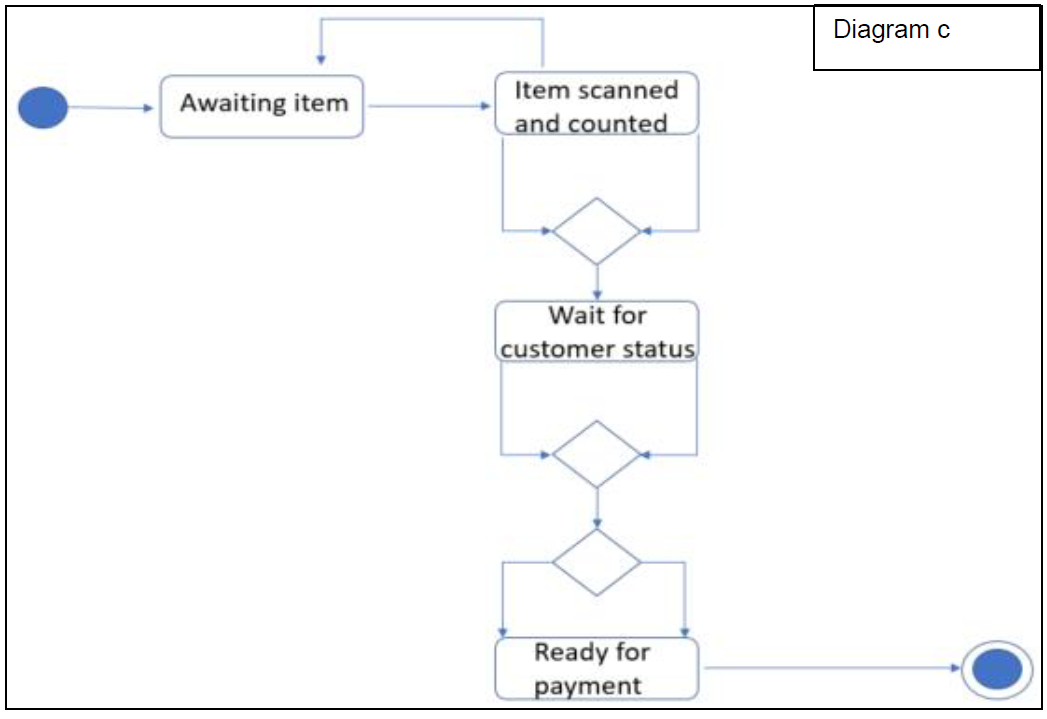 Diagram c
Awaiting item
Item scanned
and counted
Wait for
customer status
Ready for
payment